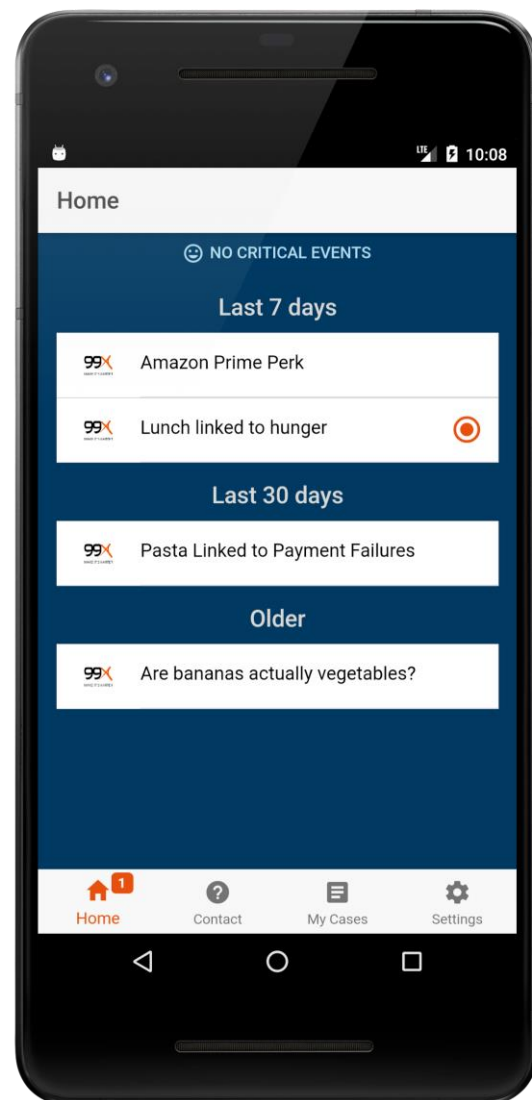 LTE 10:08
Home
NO CRITICAL EVENTS
Last 7 days
99X
Amazon Prime Perk
99X
Lunch linked to hunger
Last 30 days
99X
Pasta Linked to Payment Failures
Older
99X
Are bananas actually vegetables?
1
Home
Contact
My Cases
Settings